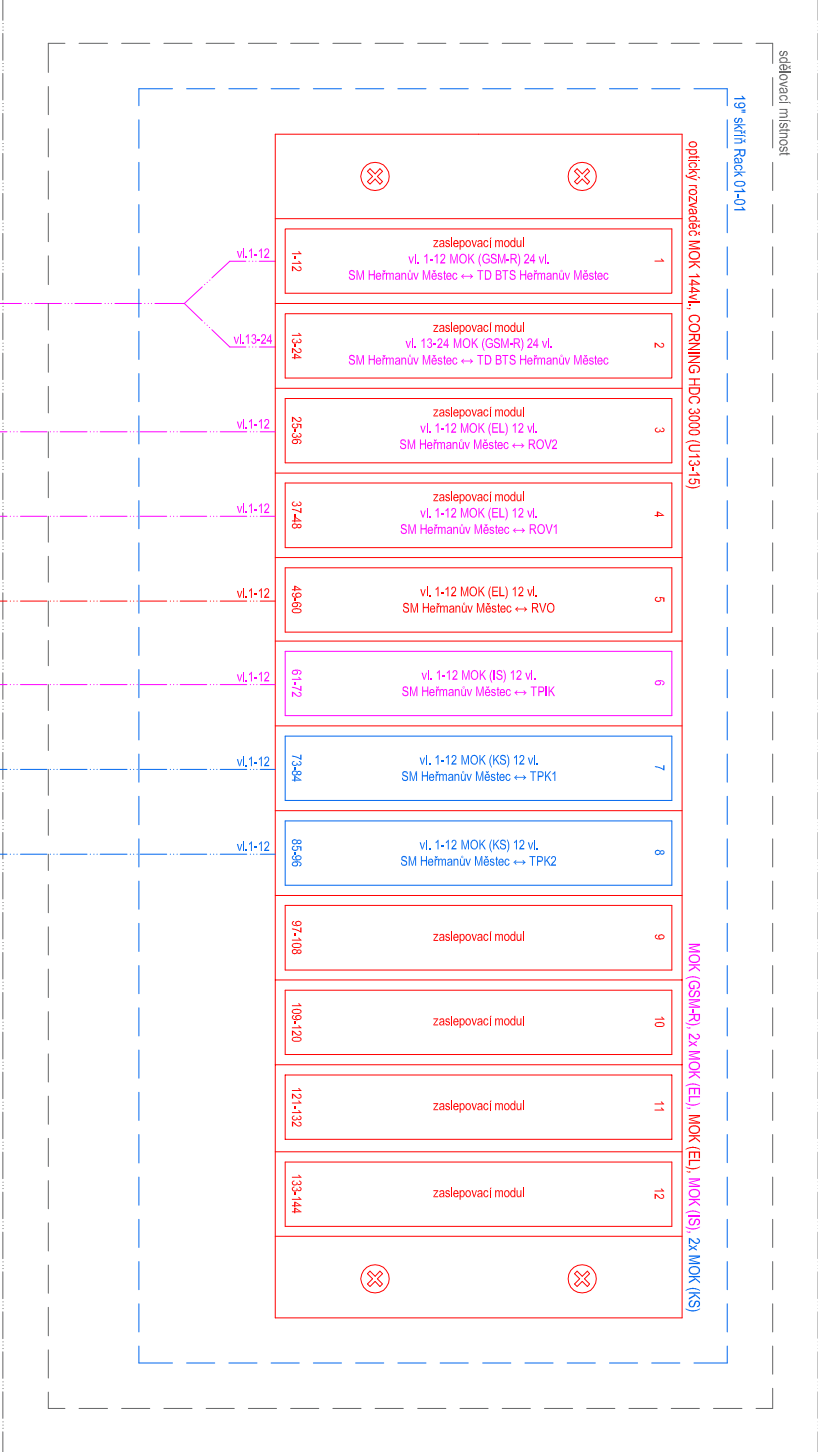 sdělovací místnost
19" skříň Rack 01-01
optický rozvaděč MOK 144vl., CORNING HDC 3000 (U13-15)
MOK (GSM-R), 2x MOK (EL), MOK (EL), MOK (IS), 2x MOK (KS)
vl.1-12
1-12
zaslepovací modul
vl. 1-12 MOK (GSM-R) 24 vl.
SM Heřmanův Městec ↔ TD BTS Heřmanův Městec
1
vl.13-24
13-24
zaslepovací modul
vl. 13-24 MOK (GSM-R) 24 vl.
SM Heřmanův Městec ↔ TD BTS Heřmanův Městec
2
vl.1-12
25-36
zaslepovací modul
vl. 1-12 MOK (EL) 12 vl.
SM Heřmanův Městec ↔ ROV2
3
vl.1-12
37-48
zaslepovací modul
vl. 1-12 MOK (EL) 12 vl.
SM Heřmanův Městec ↔ ROV1
4
vl.1-12
49-60
vl. 1-12 MOK (EL) 12 vl.
SM Heřmanův Městec ↔ RVO
5
vl.1-12
61-72
vl. 1-12 MOK (IS) 12 vl.
SM Heřmanův Městec ↔ TPIK
6
vl.1-12
73-84
vl. 1-12 MOK (KS) 12 vl.
SM Heřmanův Městec ↔ TPK1
7
vl.1-12
85-96
vl. 1-12 MOK (KS) 12 vl.
SM Heřmanův Městec ↔ TPK2
8
97-108
zaslepovací modul
9
109-120
zaslepovací modul
10
121-132
zaslepovací modul
11
133-144
zaslepovací modul
12